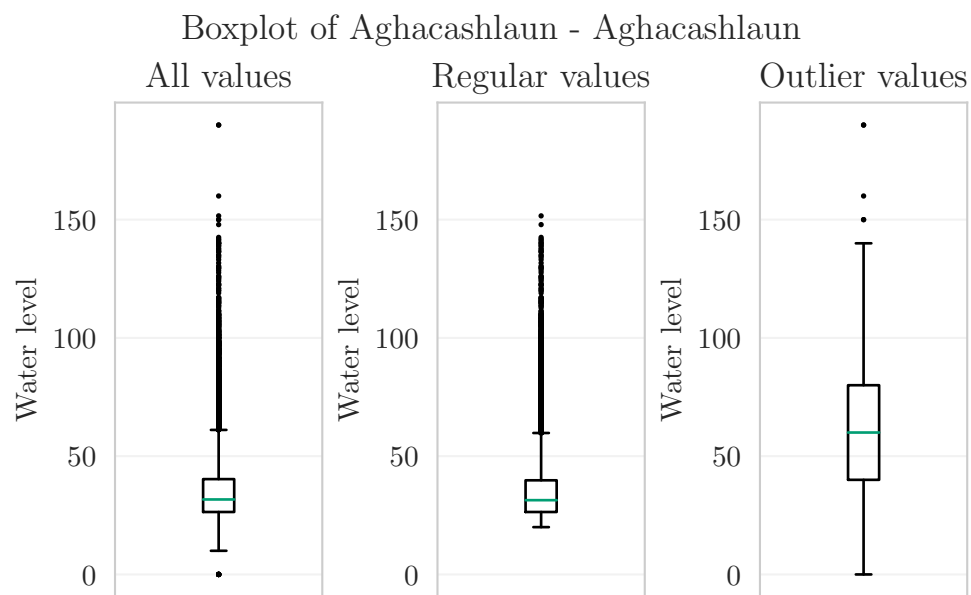 Boxplot of Aghacashlaun - Aghacashlaun
All values
Regular values
Outlier values
Water level
150
100
50
0
Water level
150
100
50
0
Water level
150
100
50
0